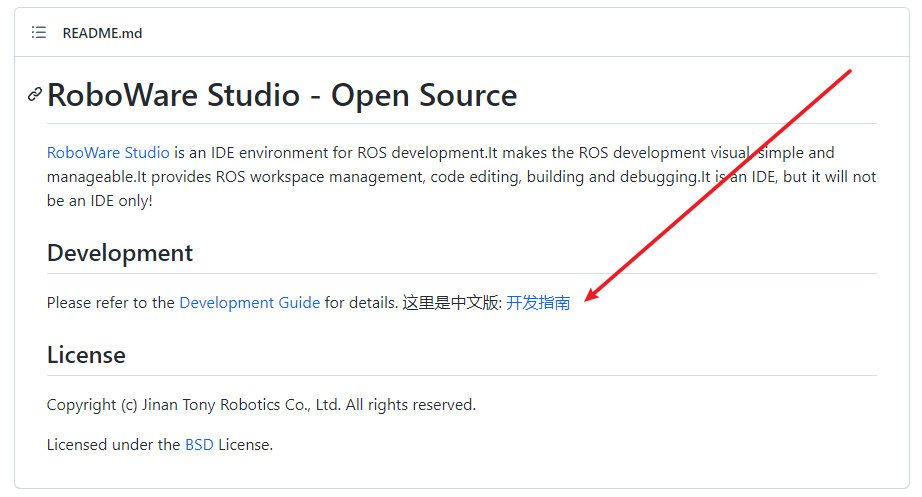 README.md
RoboWare Studio - Open Source
RoboWare Studio is an IDE environment for ROS development.It makes the ROS development visual, simple and
manageable.It provides ROS workspace management, code editing, building and debugging.It is an IDE, but it will not
be an IDE only!
Development
Please refer to the Development Guide for details. 这里是中文版: 开发指南
License
Copyright (c) Jinan Tony Robotics Co., Ltd. All rights reserved.
Licensed under the BSD License.